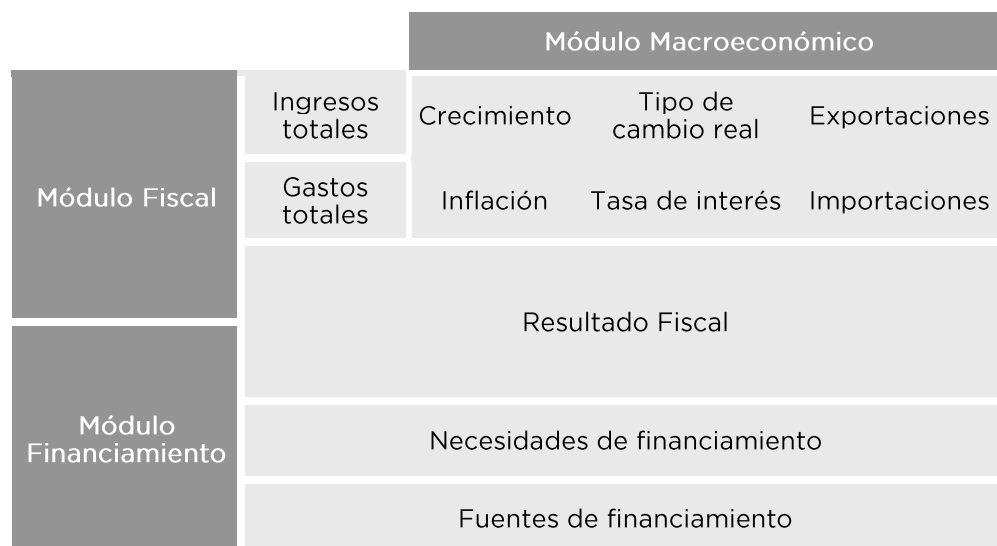 Módulo Macroeconómico
Módulo Fiscal
Ingresos
totales
Crecimiento
Tipo de
cambio real
Exportaciones
Gastos
totales
Inflación
Tasa de interés
Importaciones
Resultado Fiscal
Módulo
Financiamiento
Necesidades de financiamiento
Fuentes de financiamiento